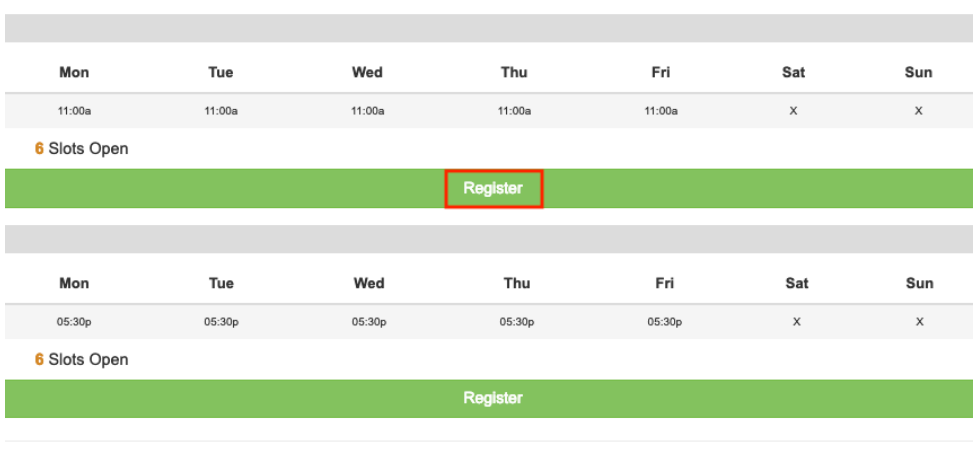 Mon Tue Wed Thu Fri Sat Sun
11:00a 11:00a 11:00a 11:00a 11:00a X X
6 Slots Open
Register
Mon Tue Wed Thu Fri Sat Sun
05:30p 05:30p 05:30p 05:30p 05:30p X X
6 Slots Open
Register